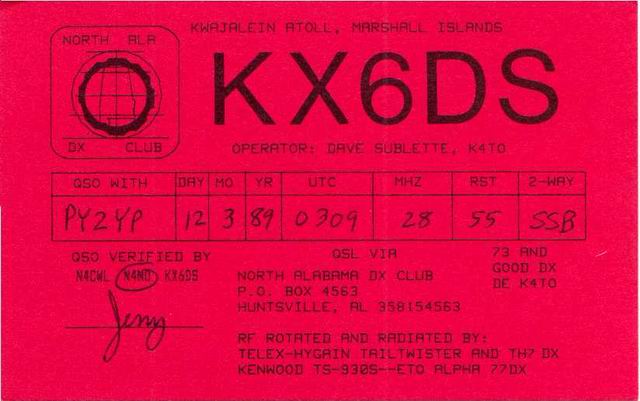 KWAJALEIN ATOLL, MARSHALL ISLANDS
NORTH ALA
DX CLUB
KX6DS
OPERATOR: DAVE SUBLETTE, K4TO
QSO WITH DAY MO YR UTC MHZ RST 2-WAY
PY2YP 12 3 89 0309 28 55 SSB
QSO VERIFIED BY
N4CWL N4ND KX6DS
Jerry
QSL VIA
NORTH ALABAMA DX CLUB
P.O. BOX 4563
HUNTSVILLE, AL 358154563
73 AND
GOOD DX
DE K4TO
RF ROTATED AND RADIATED BY:
TELEX-HYGAIN TAILTWISTER AND TH7 DX
KENWOOD TS-930S--ETO ALPHA 77DX